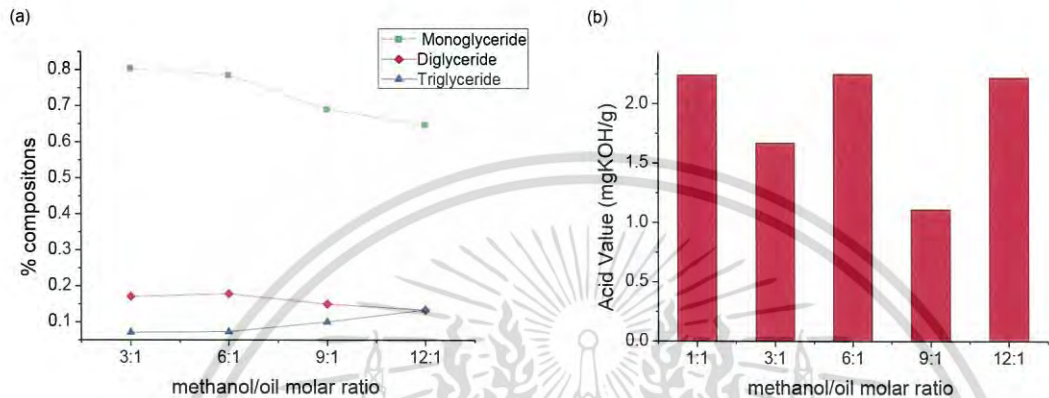 (a)
Monoglyceride
Diglyceride
Triglyceride
0.8
0.7
0.6
0.5
0.4
0.3
0.2
0.1
% compositons
3:1 6:1 9:1 12:1
methanol/oil molar ratio
(b)
2.0
1.5
1.0
0.5
0.0
Acid Value (mgKOH/g)
1:1 3:1 6:1 9:1 12:1
methanol/oil molar ratio